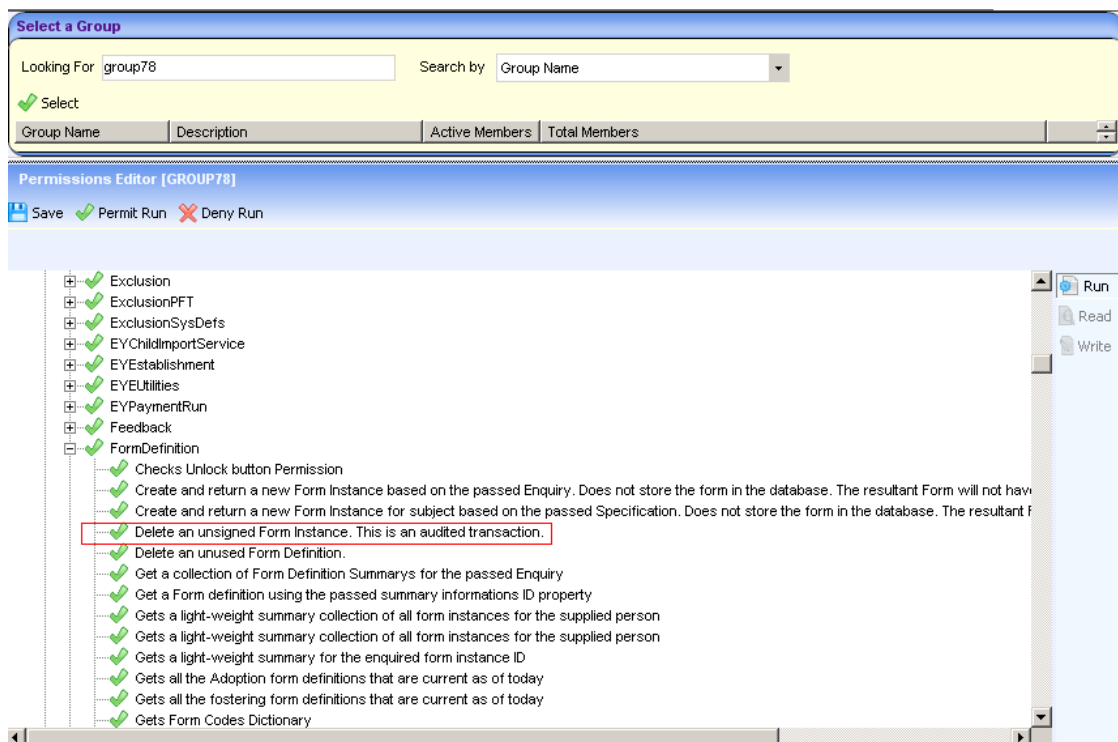 Select a Group
Looking For group78 Search by Group Name
Select
Group Name Description Active Members Total Members
Permissions Editor [GROUP78]
Save Permit Run Deny Run
Exclusion
ExclusionPFT
ExclusionSysDefs
EYChildImportService
EYEstablishment
EYEUtilities
EYPaymentRun
Feedback
FormDefinition
Checks Unlock button Permission
Create and return a new Form Instance based on the passed Enquiry. Does not store the form in the database. The resultant Form will not have
Create and return a new Form Instance for subject based on the passed Specification. Does not store the form in the database. The resultant
Delete an unsigned Form Instance. This is an audited transaction.
Delete an unused Form Definition.
Get a collection of Form Definition Summarys for the passed Enquiry
Get a Form definition using the passed summary informations ID property
Gets a light-weight summary collection of all form instances for the supplied person
Gets a light-weight summary collection of all form instances for the supplied person
Gets a light-weight summary for the enquired form instance ID
Gets all the Adoption form definitions that are current as of today
Gets all the fostering form definitions that are current as of today
Gets Form Codes Dictionary
Run
Read
Write